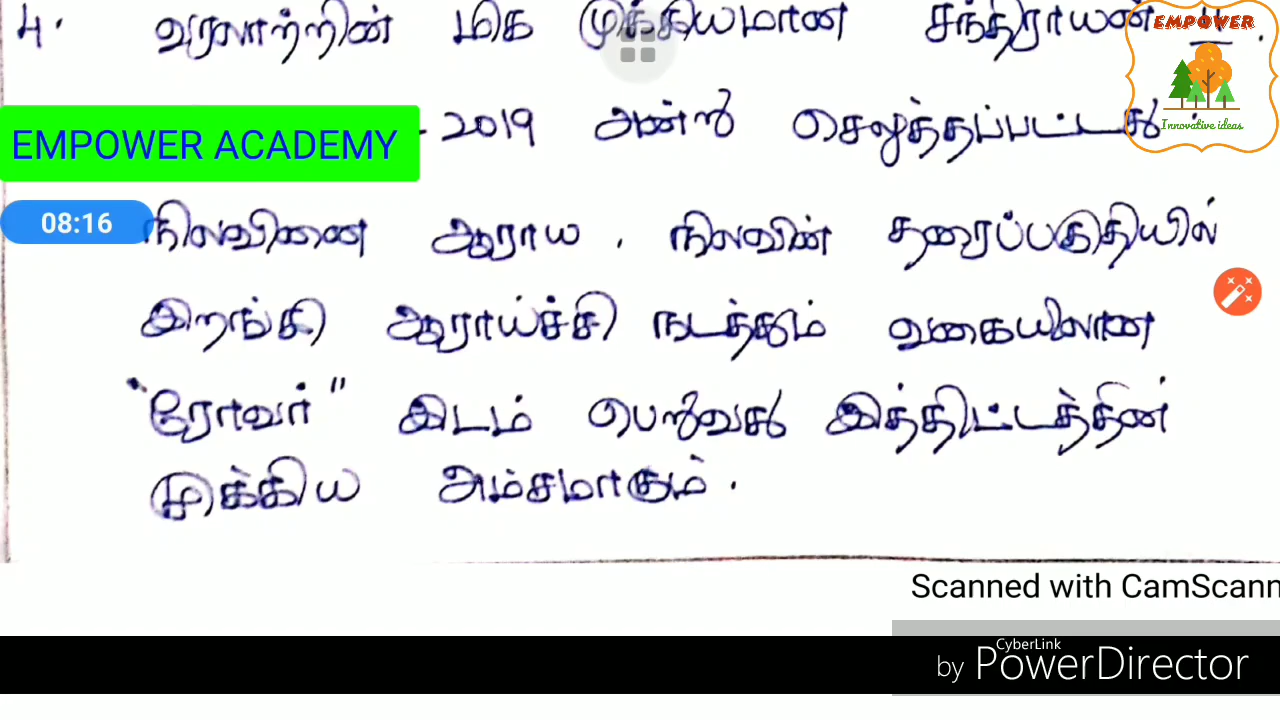 4. வரலாற்றின் மிக முக்கியமான சந்திராயன் II.
EMPOWER
Innovative ideas
EMPOWER ACADEMY
- 2019 அன்று செலுத்தப்பட்டது.
08:16
நிலவினை ஆராய, நிலவின் தரைப்பகுதியில்
இறங்கி ஆராய்ச்சி நடத்தும் வகையிலான
"ரோவர்" இடம் பெறுவது இத்திட்டத்தின்
முக்கிய அம்சமாகும்.
Scanned with CamScann
CyberLink
by PowerDirector